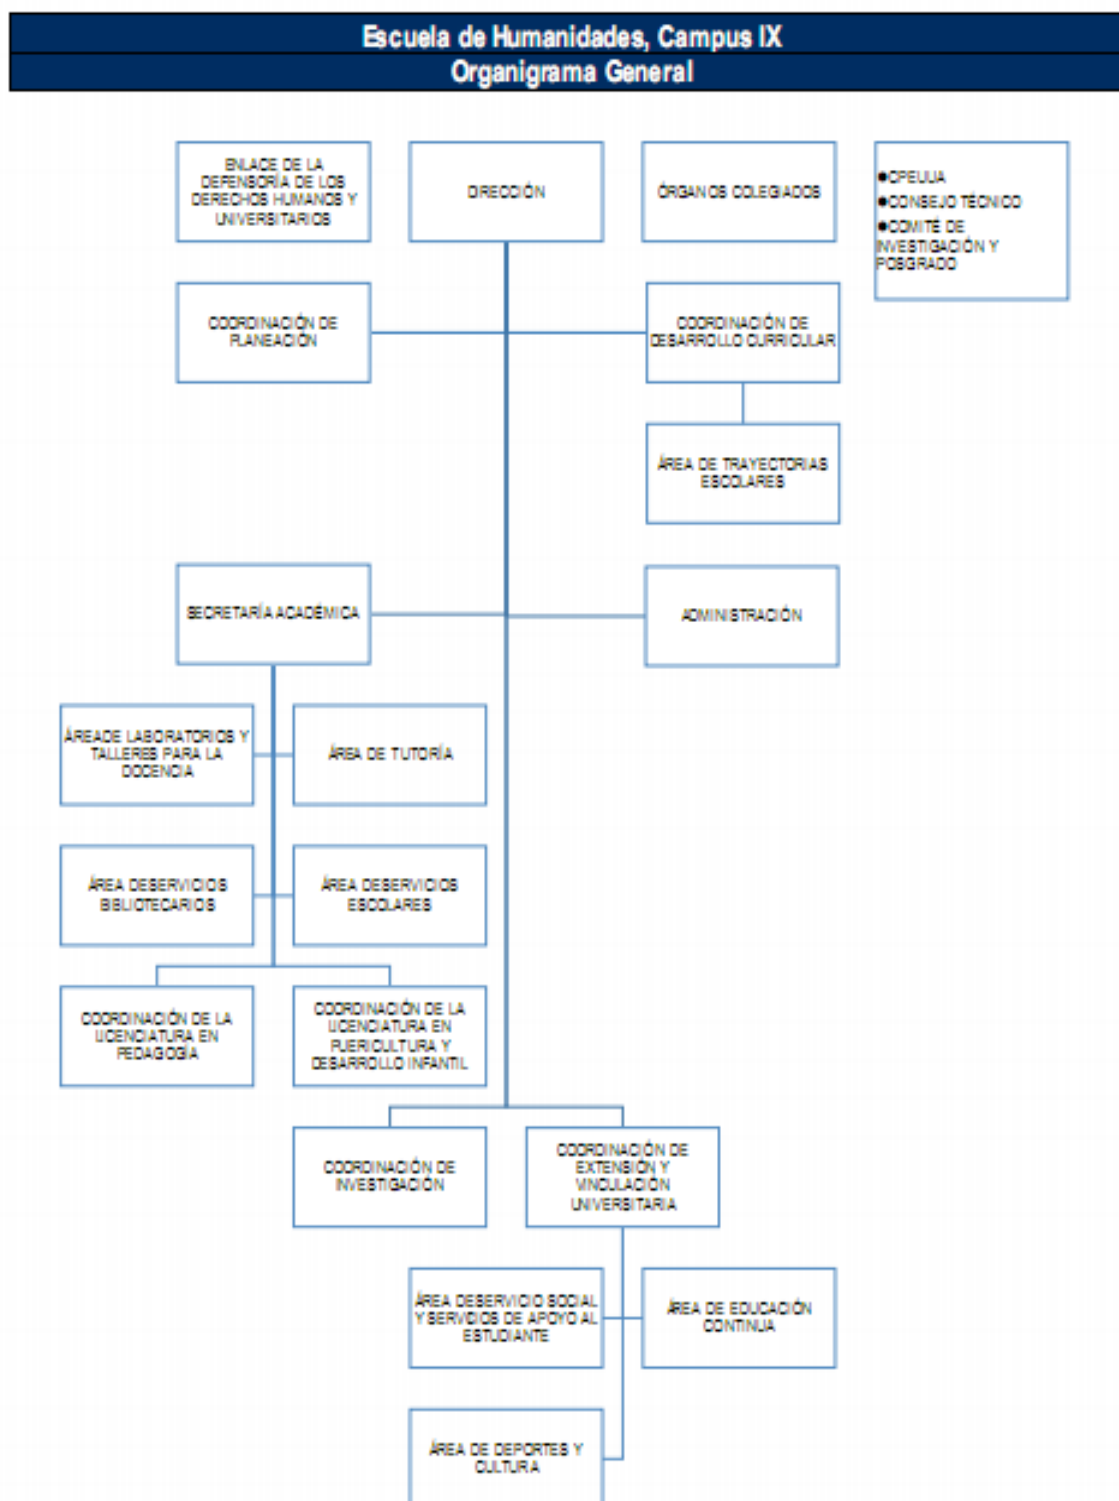 Escuela de Humanidades, Campus IX
Organigrama General
ENLACE DE LA
DEFENSORÍA DE LOS
DERECHOS HUMANOS Y
UNIVERSITARIOS
DIRECCIÓN
ÓRGANOS COLEGIADOS
●OPEUUA
●CONSEJO TÉCNICO
●COMITÉ DE
INVESTIGACIÓN Y
POSGRADO
COORDINACIÓN DE
PLANEACIÓN
COORDINACIÓN DE
DESARROLLO CURRICULAR
ÁREA DE TRAYECTORIAS
ESCOLARES
SECRETARÍA ACADÉMICA
ADMINISTRACIÓN
ÁREADE LABORATORIOS Y
TALLERES PARA LA
DOCENCIA
ÁREA DE TUTORÍA
ÁREA DESERVICIOS
BIBLIOTECARIOS
ÁREA DESERVICIOS
ESCOLARES
COORDINACIÓN DE LA
LICENCIATURA EN
PEDAGOGÍA
COORDINACIÓN DE LA
LICENCIATURA EN
PUERICULTURA Y
DESARROLLO INFANTIL
COORDINACIÓN DE
INVESTIGACIÓN
COORDINACIÓN DE
EXTENSIÓN Y
VINCULACIÓN
UNIVERSITARIA
ÁREA DESERVICIO SOCIAL
Y SERVICIOS DE APOYO AL
ESTUDIANTE
ÁREA DE EDUCACIÓN
CONTINUA
ÁREA DE DEPORTES Y
CULTURA